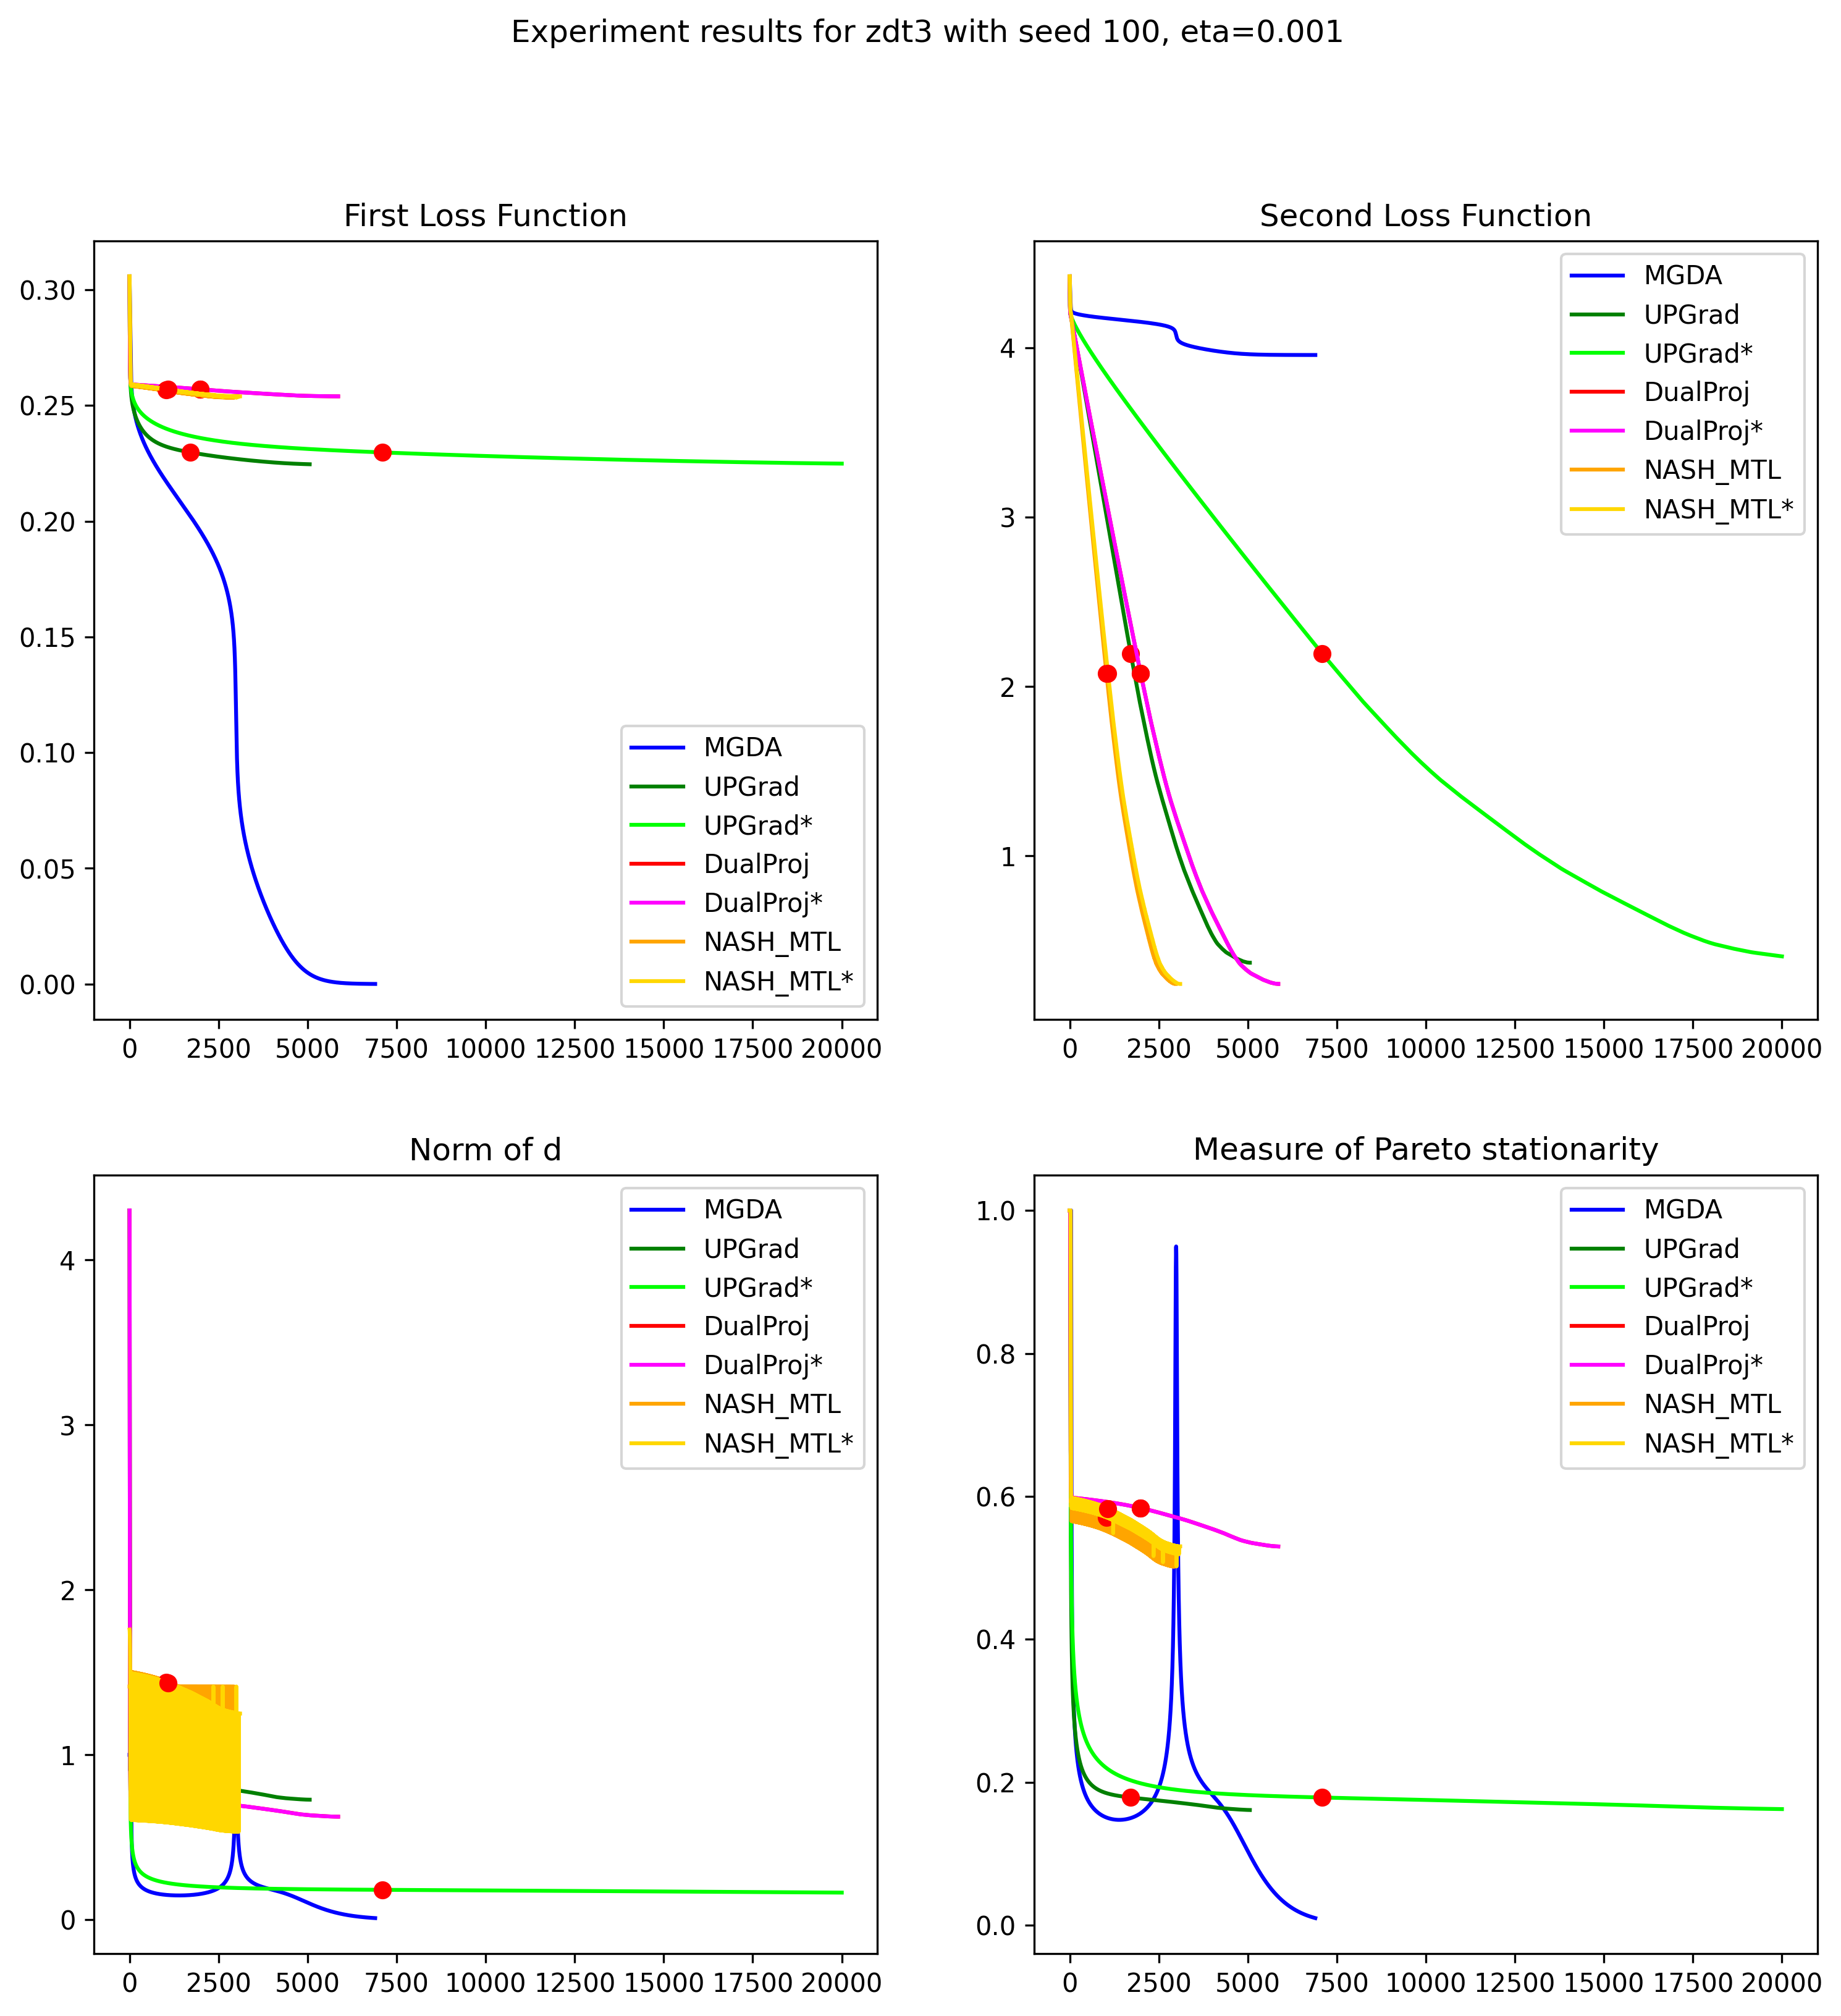 Experiment results for zdt3 with seed 100, eta=0.001
First Loss Function
0.30
0.25
0.20
0.15
0.10
0.05
0.00
0 2500 5000 7500 10000 12500 15000 17500 20000
MGDA
UPGrad
UPGrad*
DualProj
DualProj*
NASH_MTL
NASH_MTL*
Second Loss Function
4
3
2
1
0 2500 5000 7500 10000 12500 15000 17500 20000
MGDA
UPGrad
UPGrad*
DualProj
DualProj*
NASH_MTL
NASH_MTL*
Norm of d
4
3
2
1
0
0 2500 5000 7500 10000 12500 15000 17500 20000
MGDA
UPGrad
UPGrad*
DualProj
DualProj*
NASH_MTL
NASH_MTL*
Measure of Pareto stationarity
1.0
0.8
0.6
0.4
0.2
0.0
0 2500 5000 7500 10000 12500 15000 17500 20000
MGDA
UPGrad
UPGrad*
DualProj
DualProj*
NASH_MTL
NASH_MTL*